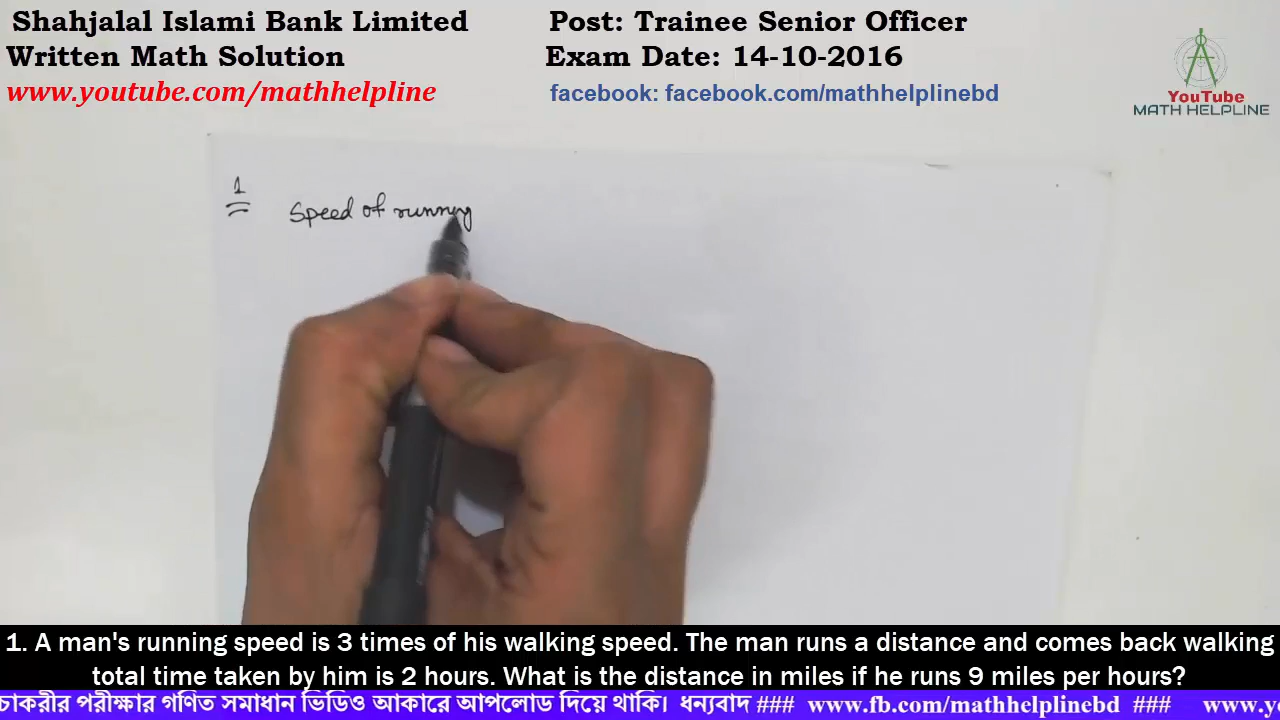 Shahjalal Islami Bank Limited
Post: Trainee Senior Officer
Written Math Solution
Exam Date: 14-10-2016
www.youtube.com/mathhelpline
facebook: facebook.com/mathhelplinebd
YouTube
MATH HELPLINE
1
Speed of running
1. A man's running speed is 3 times of his walking speed. The man runs a distance and comes back walking
total time taken by him is 2 hours. What is the distance in miles if he runs 9 miles per hours?
চাকরীর পরীক্ষার গণিত সমাধান ভিডিও আকারে আপলোড দিয়ে থাকি। ধন্যবাদ ### www.fb.com/mathhelplinebd ### www.y